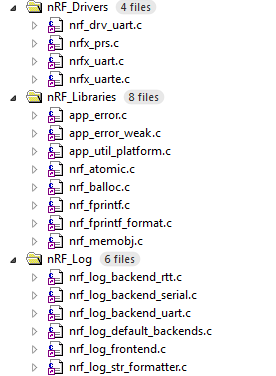 nRF_Drivers 4 files
nrf_drv_uart.c
nrfx_prs.c
nrfx_uart.c
nrfx_uarte.c
nRF_Libraries 8 files
app_error.c
app_error_weak.c
app_util_platform.c
nrf_atomic.c
nrf_balloc.c
nrf_fprintf.c
nrf_fprintf_format.c
nrf_memobj.c
nRF_Log 6 files
nrf_log_backend_rtt.c
nrf_log_backend_serial.c
nrf_log_backend_uart.c
nrf_log_default_backends.c
nrf_log_frontend.c
nrf_log_str_formatter.c